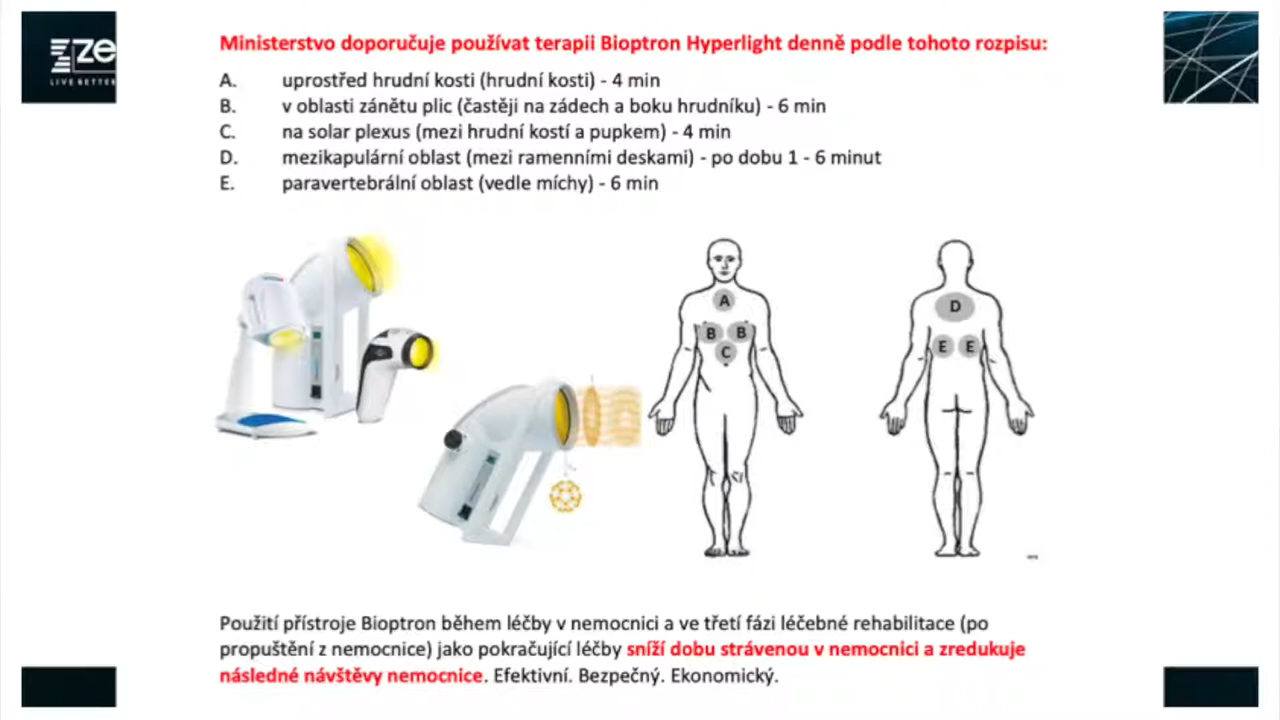 ZE
LIVE BETTER
Ministerstvo doporučuje používat terapii Bioptron Hyperlight denně podle tohoto rozpisu:
A. uprostřed hrudní kosti (hrudní kosti) - 4 min
B. v oblasti zánětu plic (častěji na zádech a boku hrudníku) - 6 min
C. na solar plexus (mezi hrudní kostí a pupkem) - 4 min
D. mezikapulární oblast (mezi ramenními deskami) - po dobu 1 - 6 minut
E. paravertebrální oblast (vedle míchy) - 6 min
A
D
B B
E E
C
Použití přístroje Bioptron během léčby v nemocnici a ve třetí fázi léčebné rehabilitace (po
propuštění z nemocnice) jako pokračující léčby sníží dobu strávenou v nemocnici a zredukuje
následné návštěvy nemocnice. Efektivní. Bezpečný. Ekonomický.